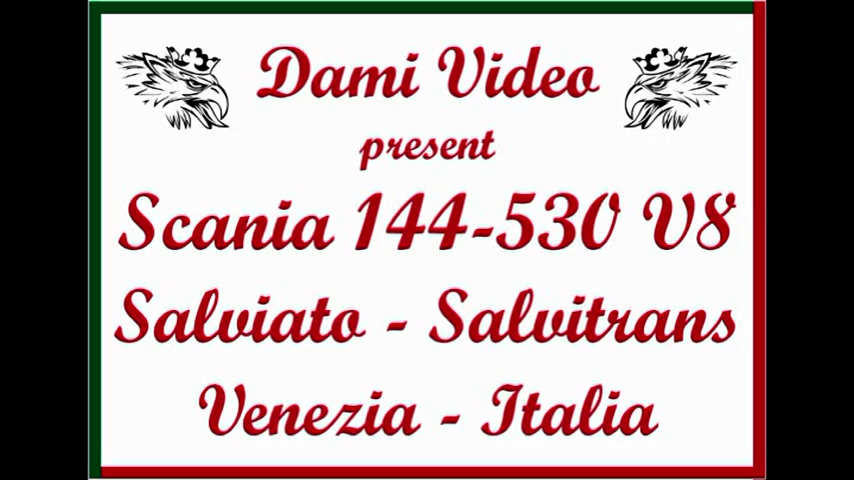 Dami Video
present
Scania 144-530 V8
Salviato - Salvitrans
Venezia - Italia